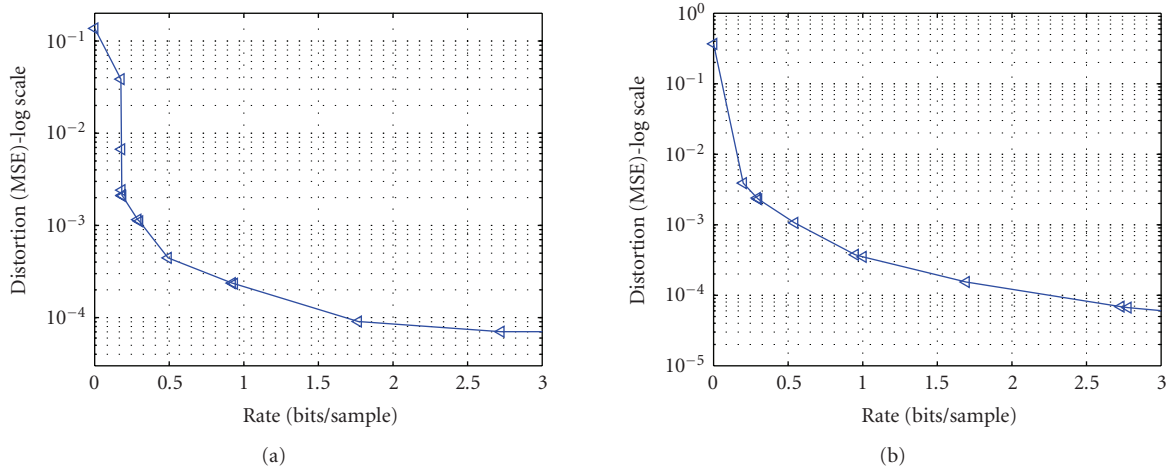 10⁻¹
10⁻²
10⁻³
10⁻⁴
Distortion (MSE)-log scale
0 0.5 1 1.5 2 2.5 3
Rate (bits/sample)
(a)
10⁰
10⁻¹
10⁻²
10⁻³
10⁻⁴
10⁻⁵
Distortion (MSE)-log scale
0 0.5 1 1.5 2 2.5 3
Rate (bits/sample)
(b)